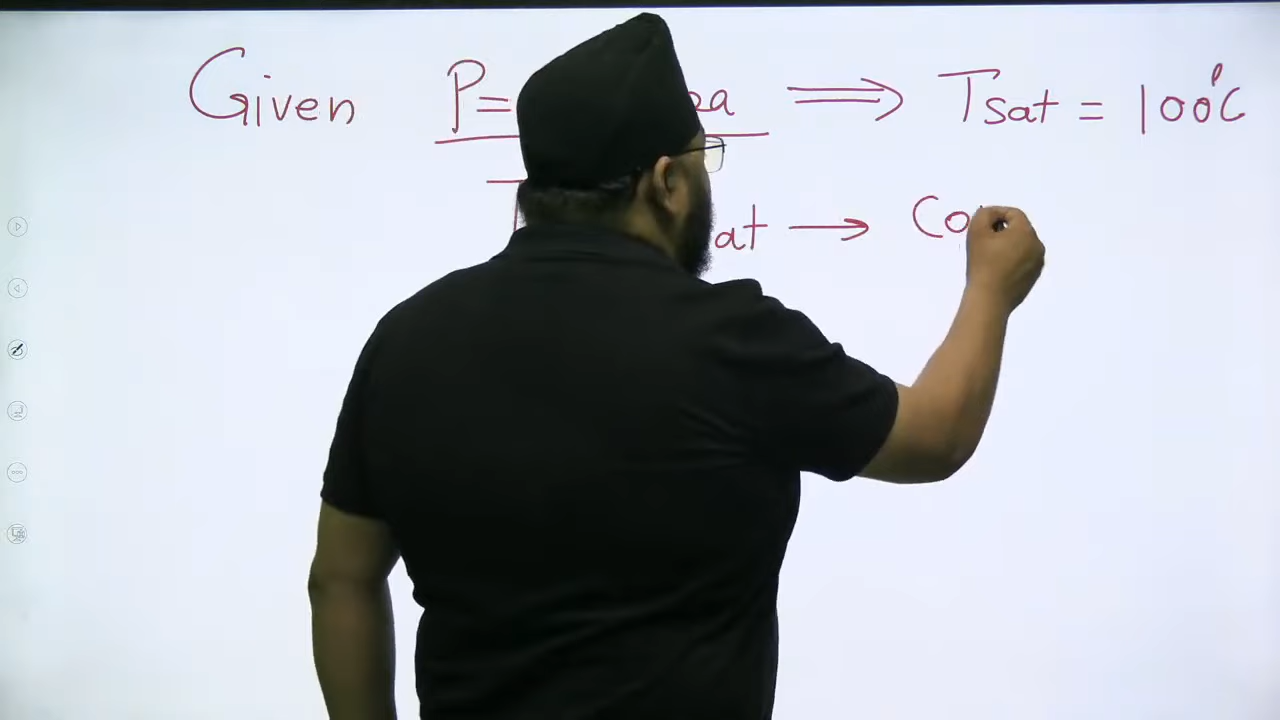 Given P= Pa ⟹ Tsat = 100°C
at → Co